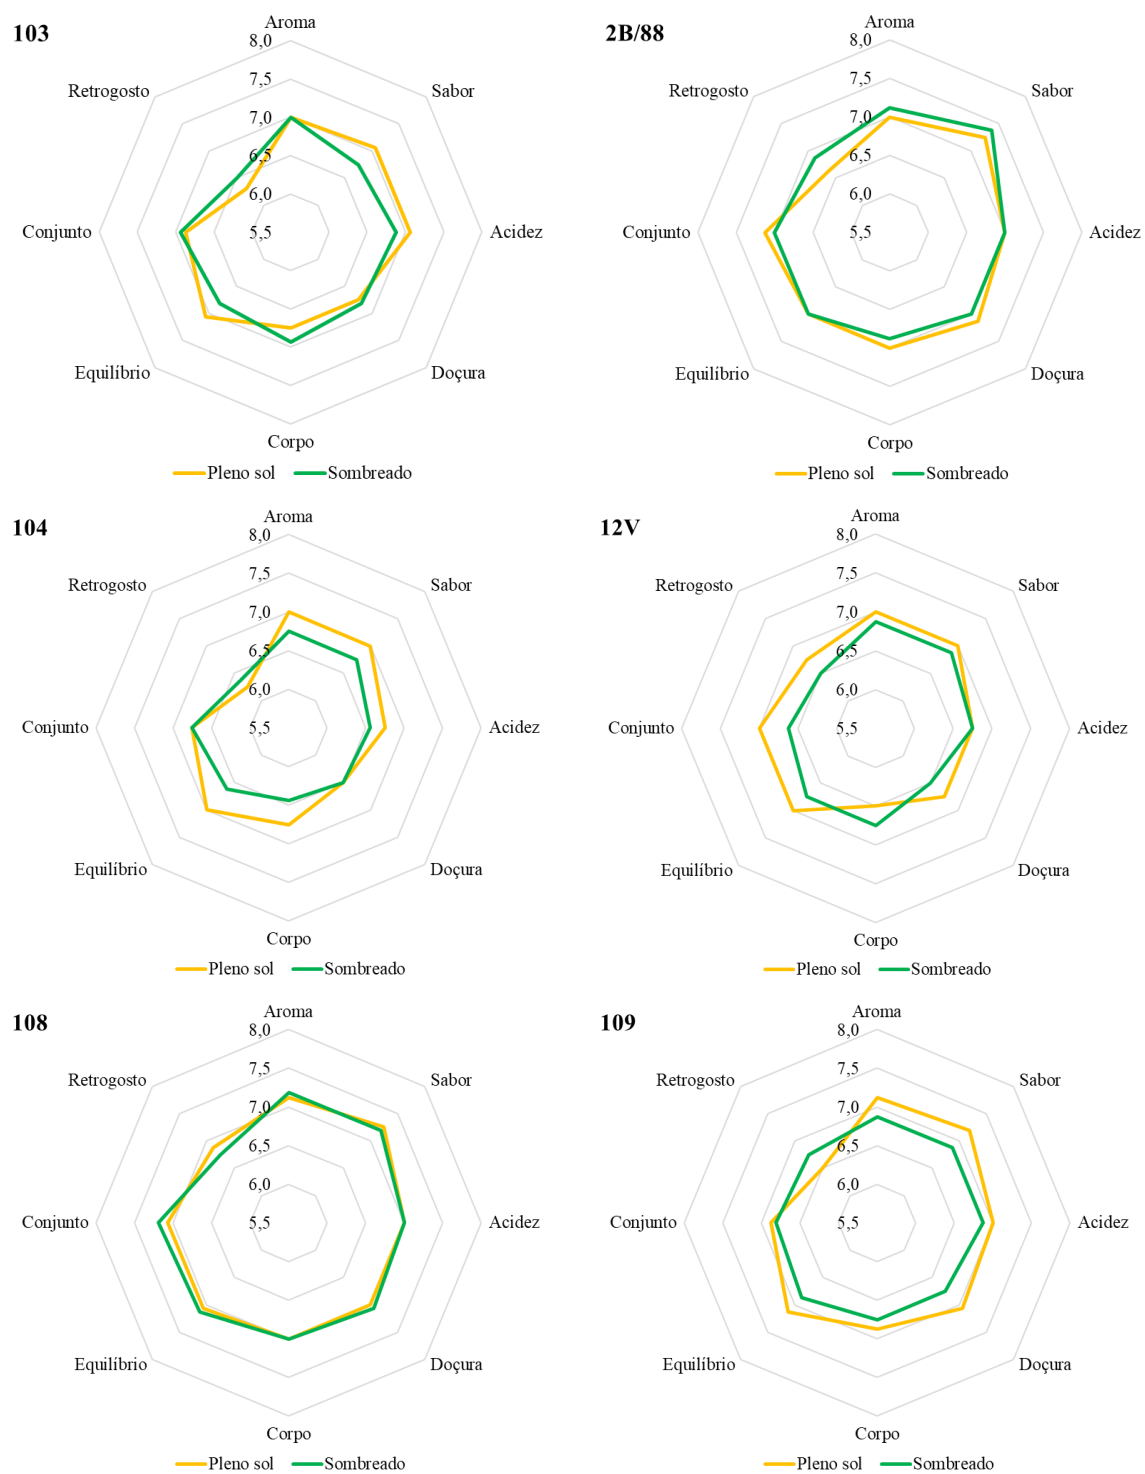 103
Aroma
8,0
Retrogosto
Sabor
7,5
7,0
6,5
6,0
Conjunto
5,5
Acidez
Equilíbrio
Doçura
Corpo
Pleno sol
Sombreado
2B/88
Aroma
8,0
Retrogosto
Sabor
7,5
7,0
6,5
6,0
Conjunto
5,5
Acidez
Equilíbrio
Doçura
Corpo
Pleno sol
Sombreado
104
Aroma
8,0
Retrogosto
Sabor
7,5
7,0
6,5
6,0
Conjunto
5,5
Acidez
Equilíbrio
Doçura
Corpo
Pleno sol
Sombreado
12V
Aroma
8,0
Retrogosto
Sabor
7,5
7,0
6,5
6,0
Conjunto
5,5
Acidez
Equilíbrio
Doçura
Corpo
Pleno sol
Sombreado
108
Aroma
8,0
Retrogosto
Sabor
7,5
7,0
6,5
6,0
Conjunto
5,5
Acidez
Equilíbrio
Doçura
Corpo
Pleno sol
Sombreado
109
Aroma
8,0
Retrogosto
Sabor
7,5
7,0
6,5
6,0
Conjunto
5,5
Acidez
Equilíbrio
Doçura
Corpo
Pleno sol
Sombreado